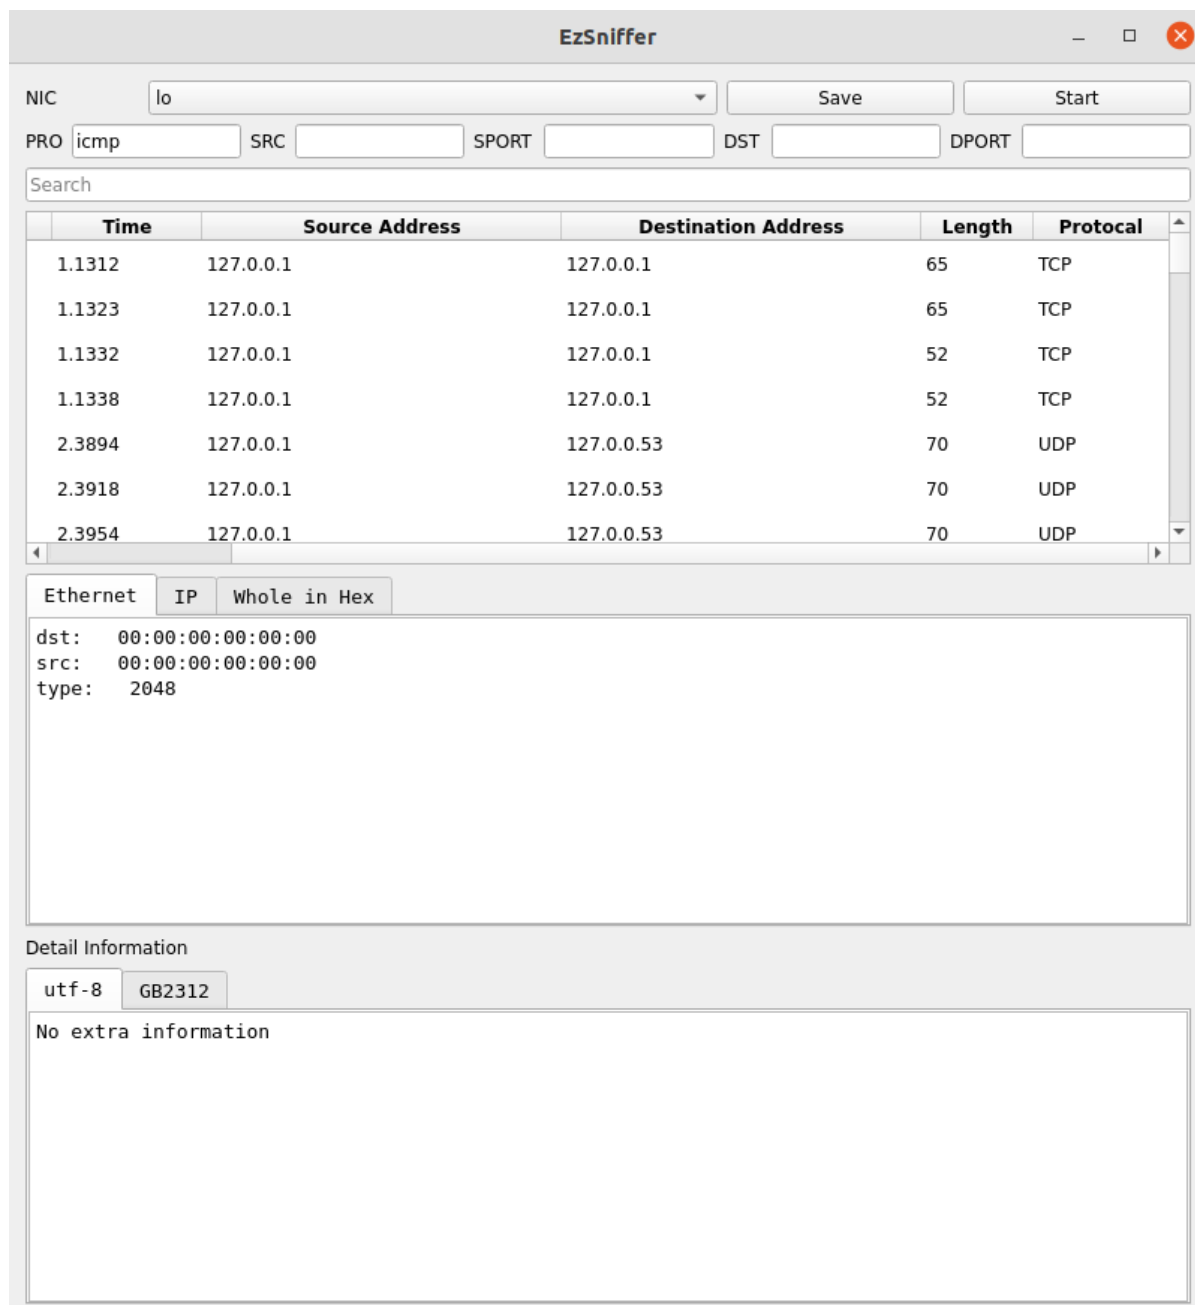 EzSniffer
NIC lo Save Start
PRO icmp SRC SPORT DST DPORT
Search
Time Source Address Destination Address Length Protocal
1.1312 127.0.0.1 127.0.0.1 65 TCP
1.1323 127.0.0.1 127.0.0.1 65 TCP
1.1332 127.0.0.1 127.0.0.1 52 TCP
1.1338 127.0.0.1 127.0.0.1 52 TCP
2.3894 127.0.0.1 127.0.0.53 70 UDP
2.3918 127.0.0.1 127.0.0.53 70 UDP
2.3954 127.0.0.1 127.0.0.53 70 UDP
Ethernet IP Whole in Hex
dst: 00:00:00:00:00:00
src: 00:00:00:00:00:00
type: 2048
Detail Information
utf-8 GB2312
No extra information